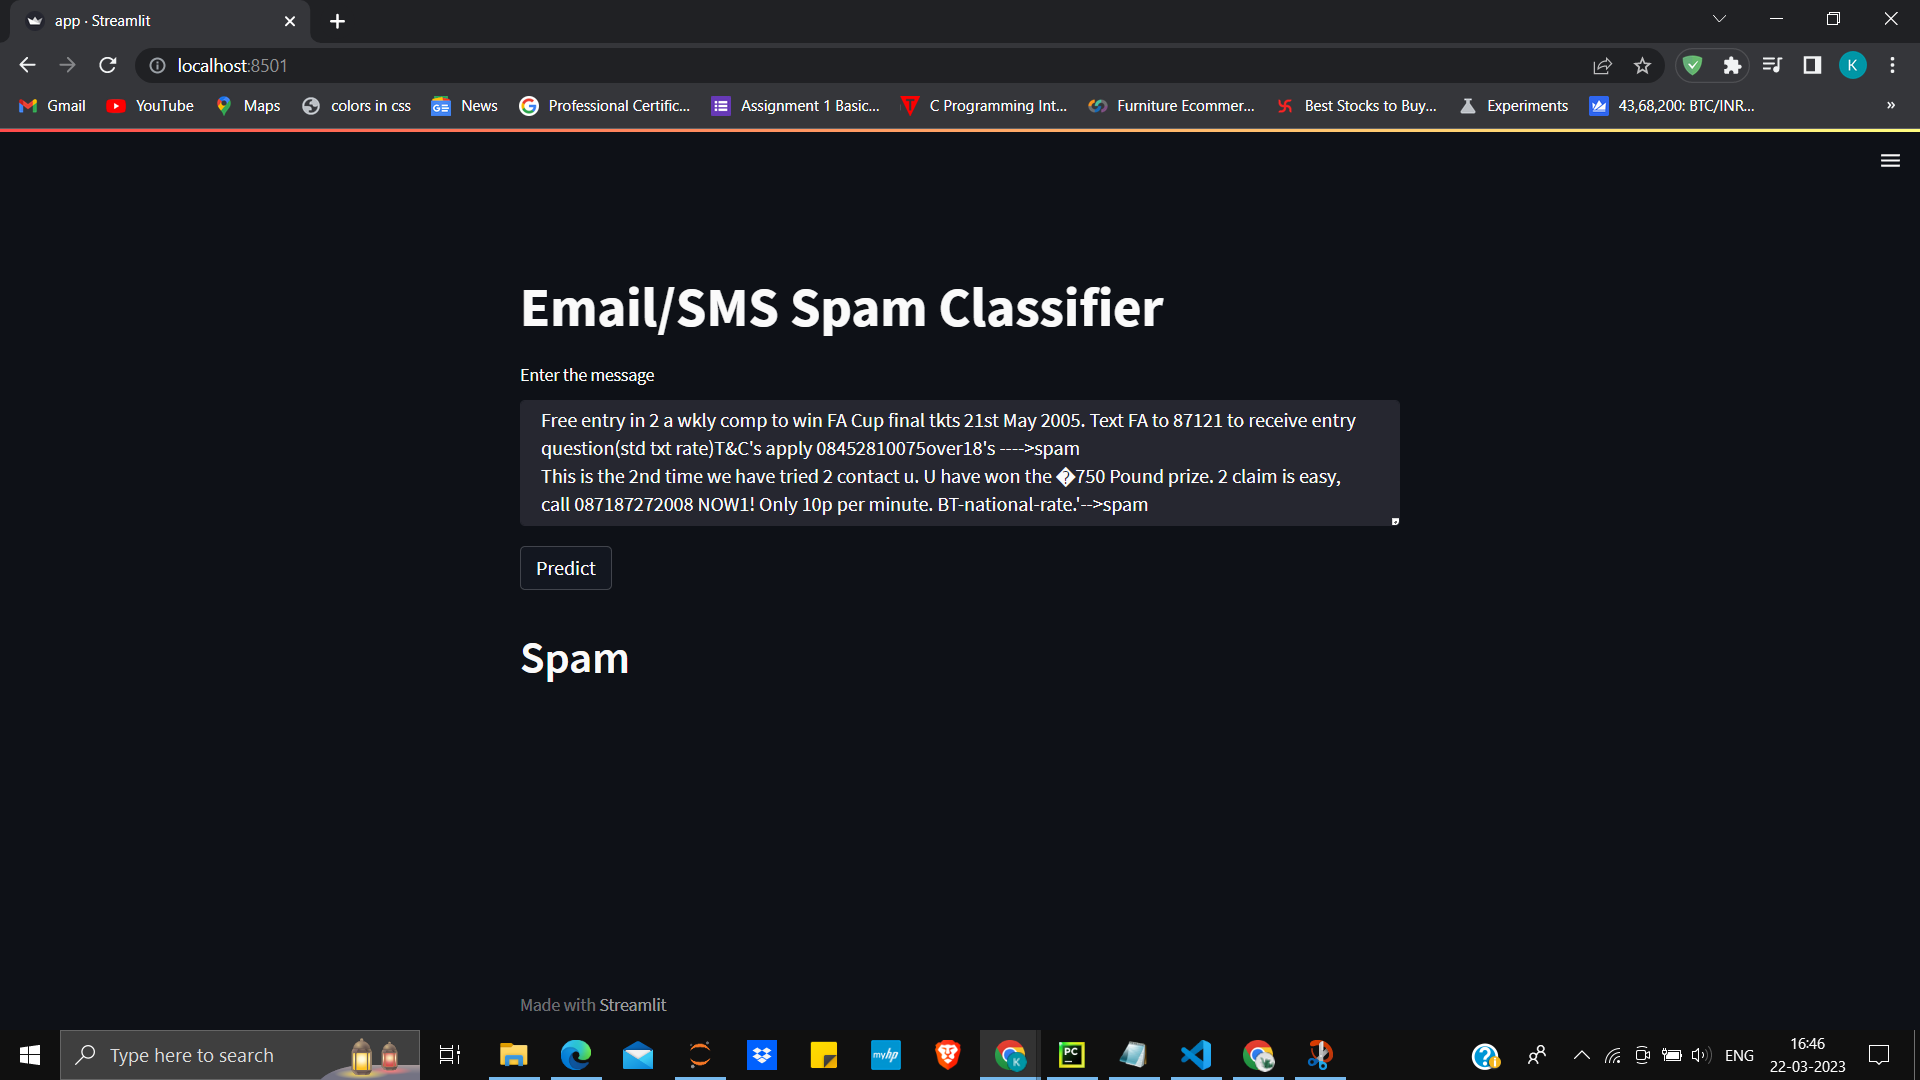 app · Streamlit
localhost:8501
K
Gmail YouTube Maps colors in css News Professional Certific... Assignment 1 Basic... C Programming Int... Furniture Ecommer... Best Stocks to Buy... Experiments 43,68,200: BTC/INR... »
Email/SMS Spam Classifier
Enter the message
Free entry in 2 a wkly comp to win FA Cup final tkts 21st May 2005. Text FA to 87121 to receive entry
question(std txt rate)T&C's apply 08452810075over18's ---->spam
This is the 2nd time we have tried 2 contact u. U have won the �750 Pound prize. 2 claim is easy,
call 087187272008 NOW1! Only 10p per minute. BT-national-rate.'-->spam
Predict
Spam
Made with Streamlit
Type here to search
myhp
K
PC
ENG
16:46
22-03-2023